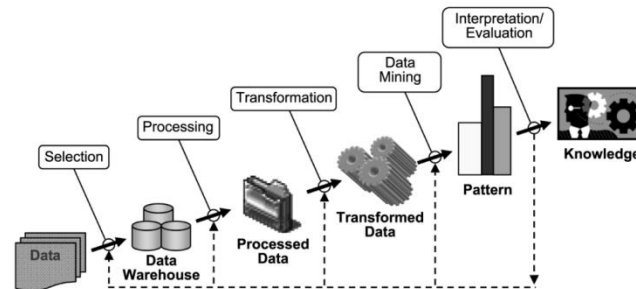 Interpretation/
Evaluation
Data
Mining
Transformation
Processing
Selection
Knowledge
Pattern
Transformed
Data
Processed
Data
Data
Warehouse
Data